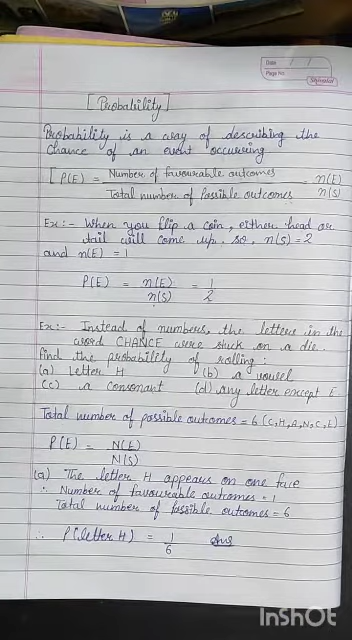 Date / /
Page No.
Shivalal
[Probability]
Probability is a way of describing the
Chance of an event occurring
[P(E) = Number of favourable outcomes = n(E)
Total number of Possible outcomes n(S)
Ex:- When you flip a coin, either head or
tail will come up. so, n(S)=2
and n(E) = 1
P(E) = n(E) = 1
n(S) 2
Ex:- Instead of numbers, the letters in the
word CHANCE were stuck on a die.
find the probability of rolling:
(a) Letter H (b) a vowel
(c) a consonant (d) any letter except E
Total number of possible outcomes = 6 (C,H,A,N,C,E)
P(E) = N(E)
N(S)
(a) The letter H appears on one face
∴ Number of favourable outcomes = 1
Total number of possible outcomes = 6
∴ P(letter H) = 1 Ans
6
InShOt